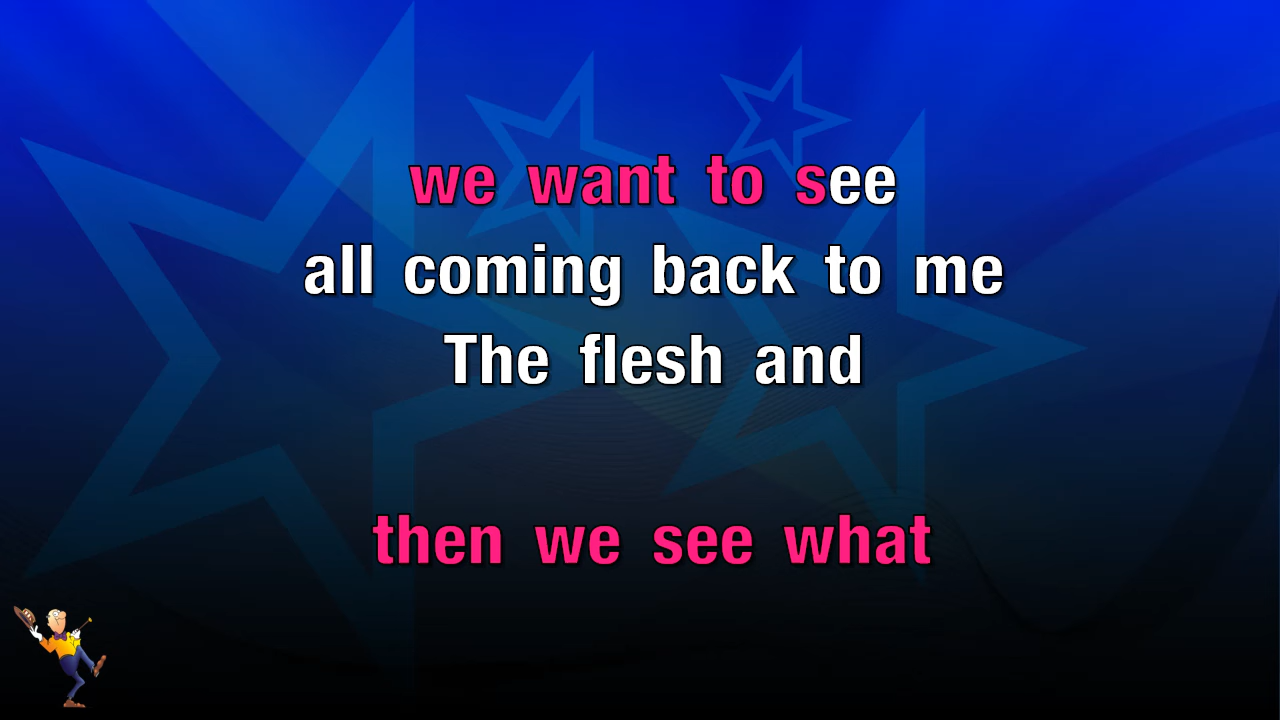 we want to see
all coming back to me
The flesh and
then we see what